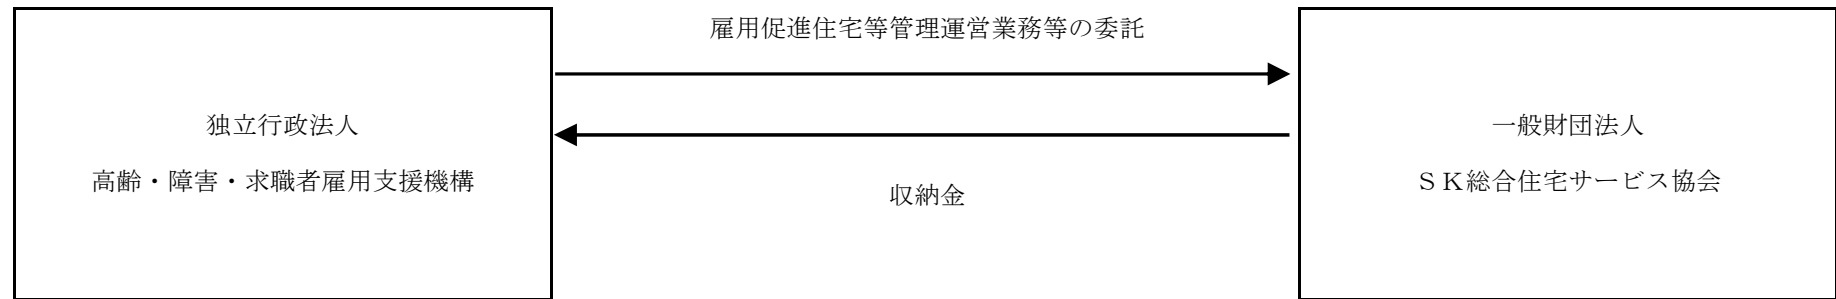 雇用促進住宅等管理運営業務等の委託
独立行政法人
高齢・障害・求職者雇用支援機構
収納金
一般財団法人
ＳＫ総合住宅サービス協会